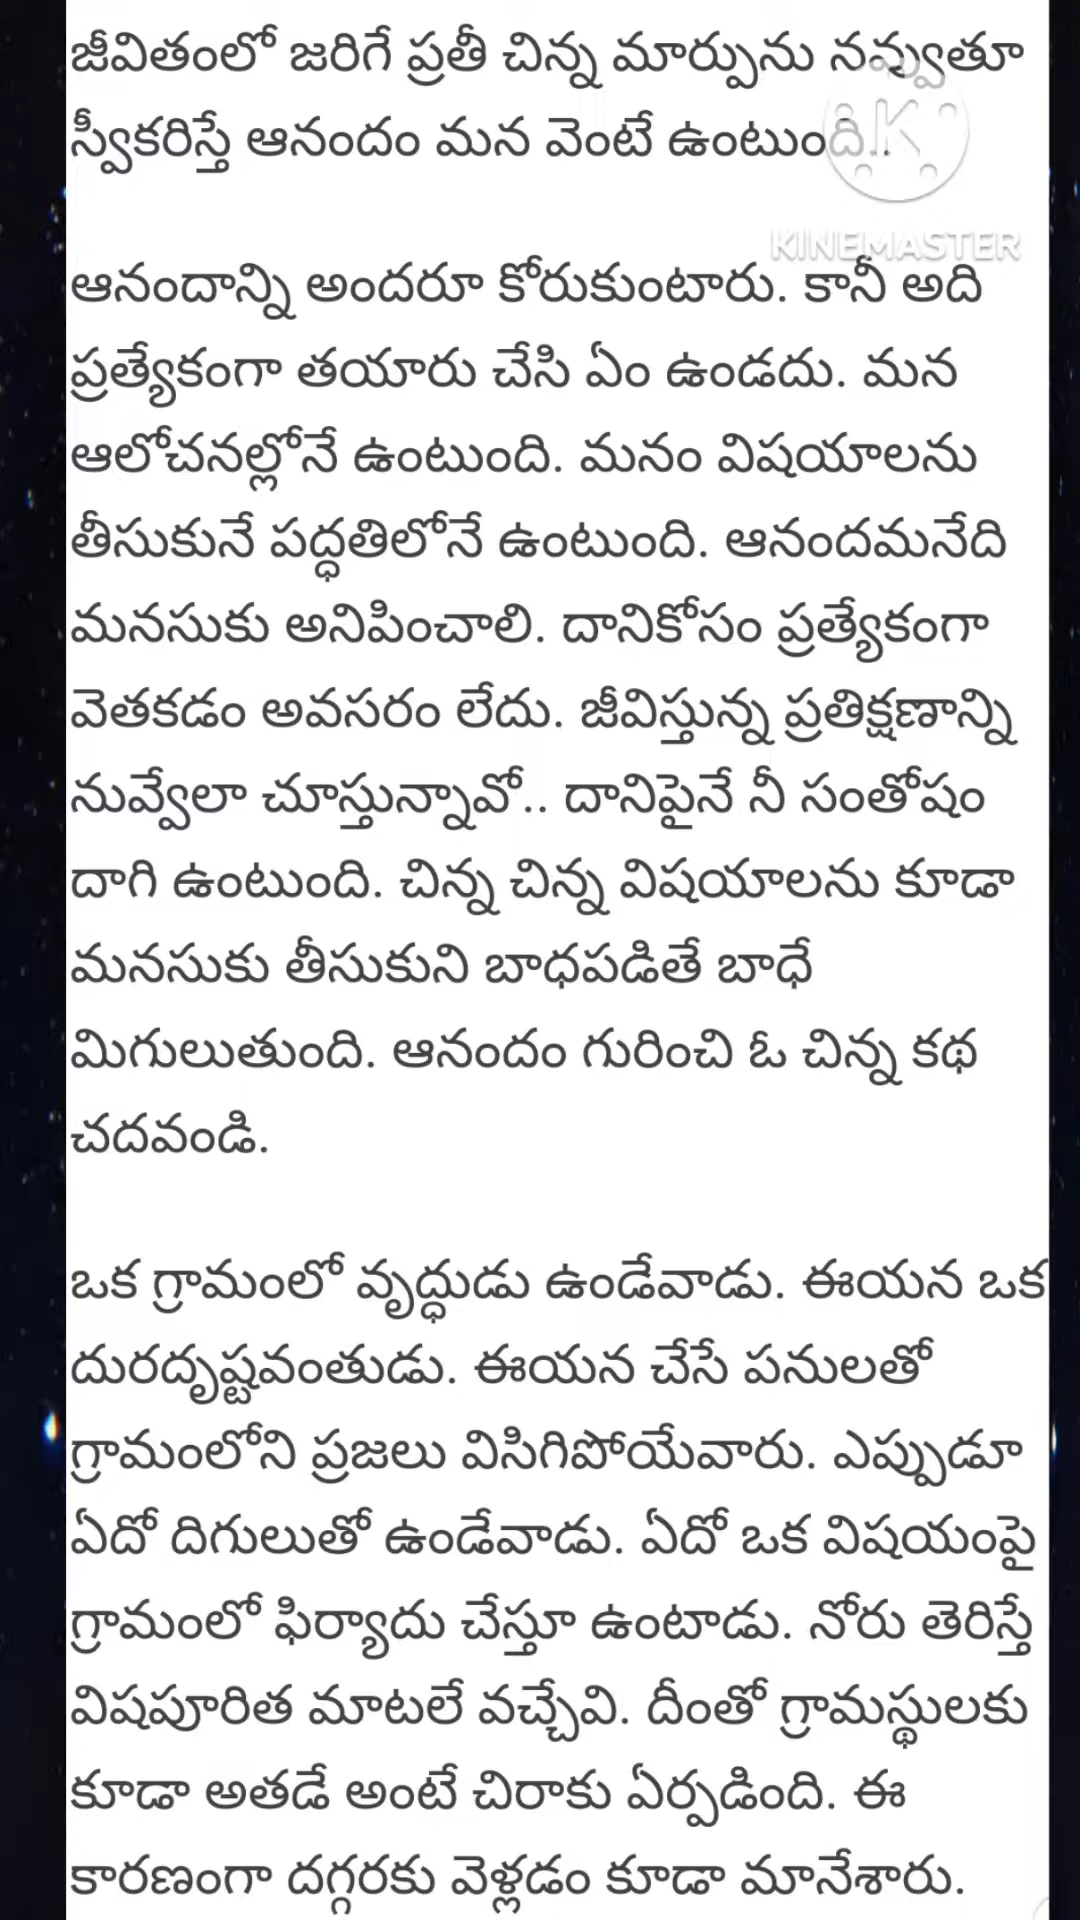 జీవితంలో జరిగే ప్రతీ చిన్న మార్పును నవ్వుతూ
స్వీకరిస్తే ఆనందం మన వెంటే ఉంటుంది..
KINEMASTER
ఆనందాన్ని అందరూ కోరుకుంటారు. కానీ అది
ప్రత్యేకంగా తయారు చేసి ఏం ఉండదు. మన
ఆలోచనల్లోనే ఉంటుంది. మనం విషయాలను
తీసుకునే పద్ధతిలోనే ఉంటుంది. ఆనందమనేది
మనసుకు అనిపించాలి. దానికోసం ప్రత్యేకంగా
వెతకడం అవసరం లేదు. జీవిస్తున్న ప్రతిక్షణాన్ని
నువ్వేలా చూస్తున్నావో.. దానిపైనే నీ సంతోషం
దాగి ఉంటుంది. చిన్న చిన్న విషయాలను కూడా
మనసుకు తీసుకుని బాధపడితే బాధే
మిగులుతుంది. ఆనందం గురించి ఓ చిన్న కథ
చదవండి.
ఒక గ్రామంలో వృద్ధుడు ఉండేవాడు. ఈయన ఒక
దురదృష్టవంతుడు. ఈయన చేసే పనులతో
గ్రామంలోని ప్రజలు విసిగిపోయేవారు. ఎప్పుడూ
ఏదో దిగులుతో ఉండేవాడు. ఏదో ఒక విషయంపై
గ్రామంలో ఫిర్యాదు చేస్తూ ఉంటాడు. నోరు తెరిస్తే
విషపూరిత మాటలే వచ్చేవి. దీంతో గ్రామస్థులకు
కూడా అతడే అంటే చిరాకు ఏర్పడింది. ఈ
కారణంగా దగ్గరకు వెళ్లడం కూడా మానేశారు.